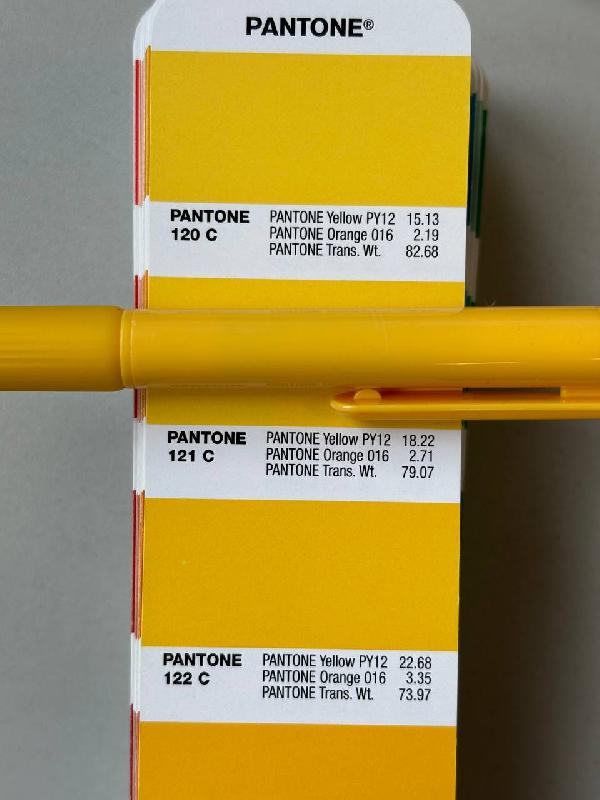 PANTONE®
PANTONE 120 C
PANTONE Yellow PY12 15.13
PANTONE Orange 016 2.19
PANTONE Trans. Wt. 82.68
PANTONE 121 C
PANTONE Yellow PY12 18.22
PANTONE Orange 016 2.71
PANTONE Trans. Wt. 79.07
PANTONE 122 C
PANTONE Yellow PY12 22.68
PANTONE Orange 016 3.35
PANTONE Trans. Wt. 73.97